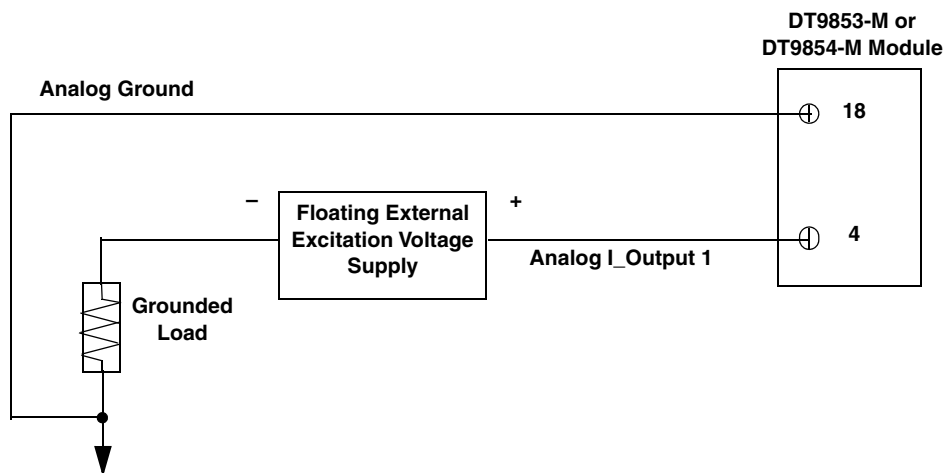 DT9853-M or
DT9854-M Module
Analog Ground
18
–
+
Floating External
Excitation Voltage
Supply
4
Analog I_Output 1
Grounded
Load